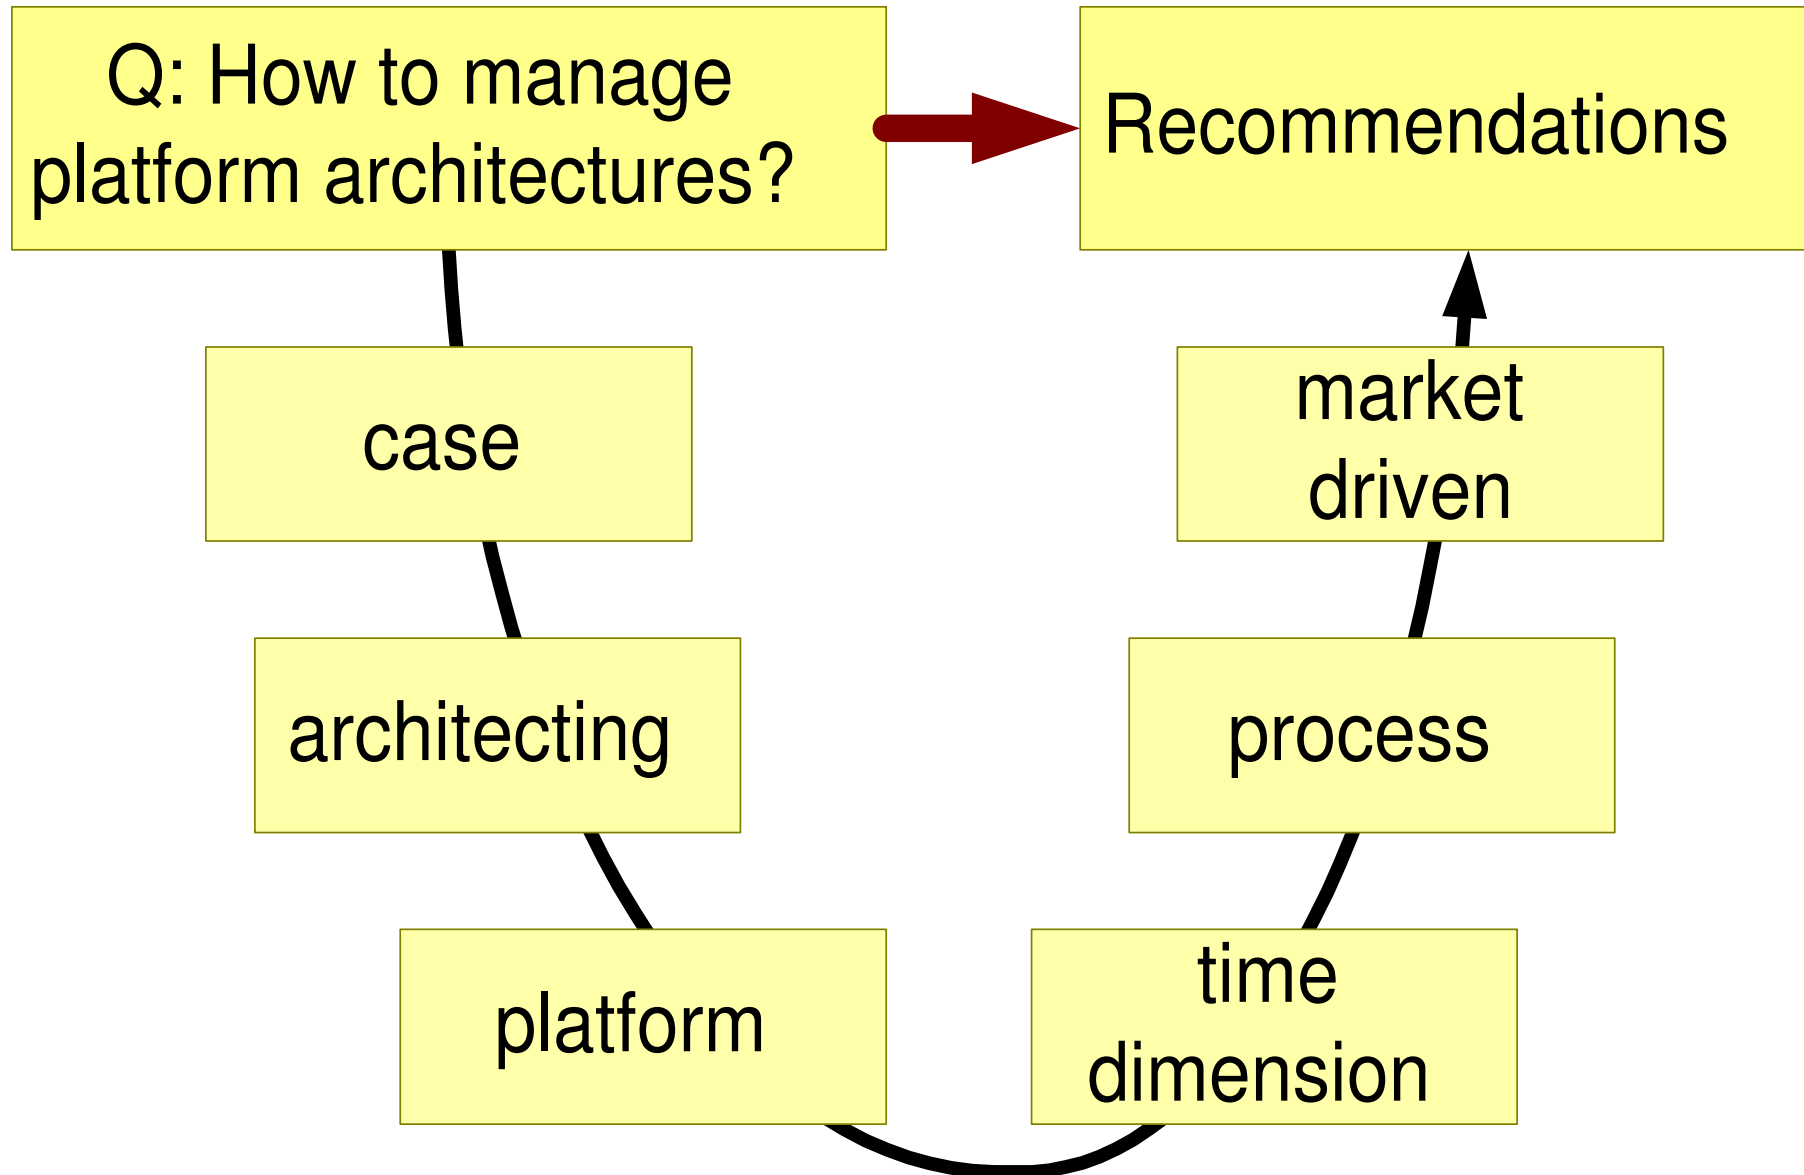 Q: How to manage
platform architectures?
Recommendations
case
architecting
platform
time
dimension
process
market
driven